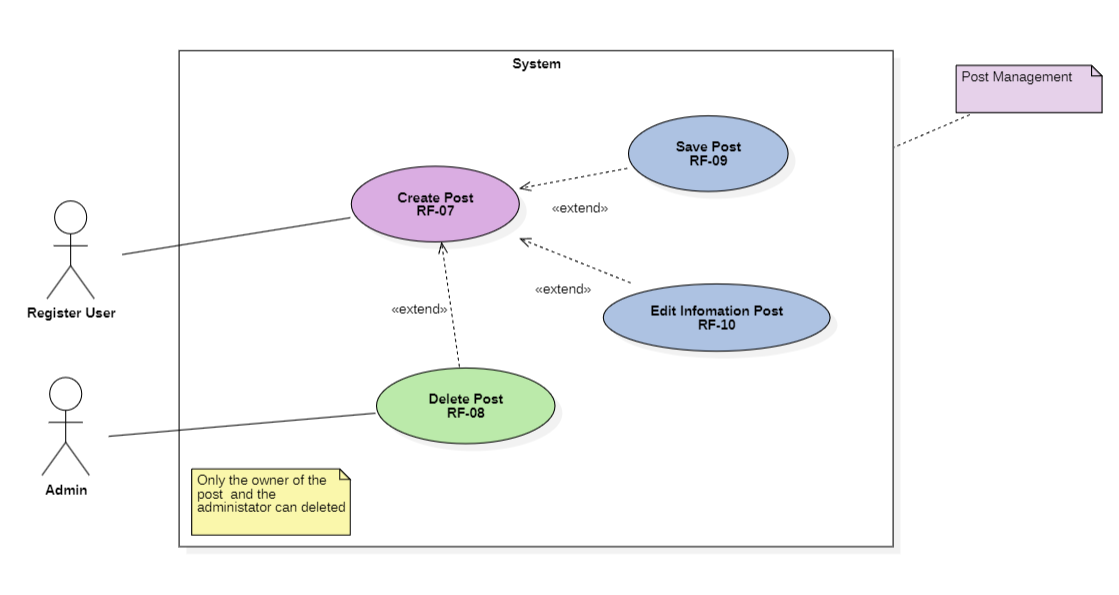 System
Post Management
Save Post
RF-09
Create Post
RF-07
«extend»
«extend»
Register User
«extend»
Edit Infomation Post
RF-10
Delete Post
RF-08
Admin
Only the owner of the
post  and the
administator can deleted